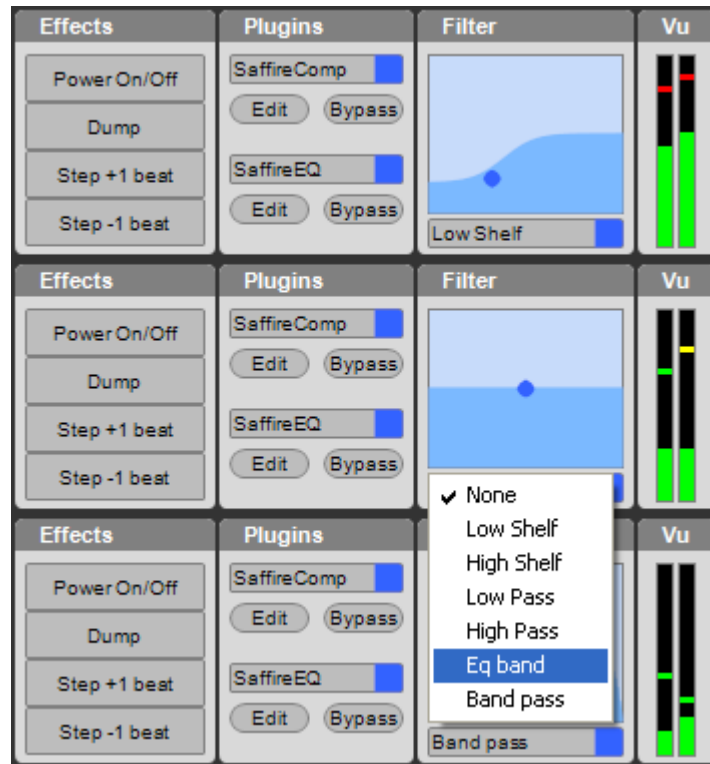 Effects Plugins Filter Vu
Power On/Off
Dump
Step +1 beat
Step -1 beat
SaffireComp
Edit Bypass
SaffireEQ
Edit Bypass
Low Shelf
Effects Plugins Filter Vu
Power On/Off
Dump
Step +1 beat
Step -1 beat
SaffireComp
Edit Bypass
SaffireEQ
Edit Bypass
None
Low Shelf
High Shelf
Low Pass
High Pass
Eq band
Band pass
Effects Plugins Vu
Power On/Off
Dump
Step +1 beat
Step -1 beat
SaffireComp
Edit Bypass
SaffireEQ
Edit Bypass
Band pass